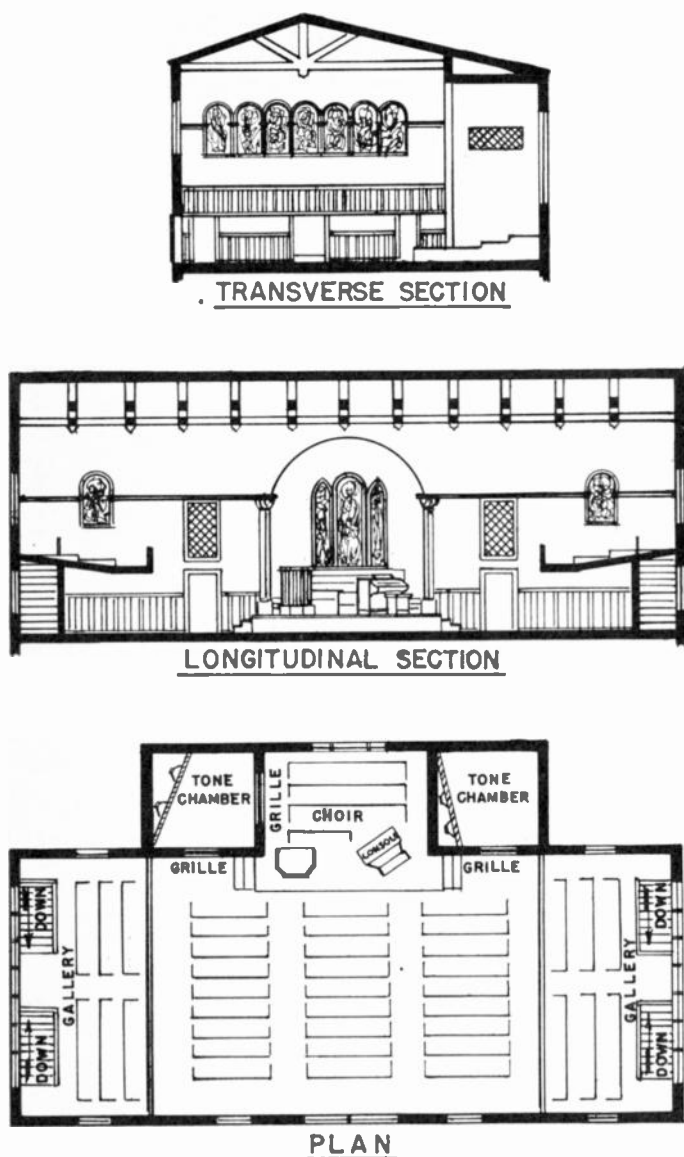 TRANSVERSE SECTION
LONGITUDINAL SECTION
TONE
CHAMBER
GRILLE
CHOIR
CONSOLE
TONE
CHAMBER
GRILLE
GRILLE
DOWN
GALLERY
DOWN
DOWN
GALLERY
DOWN
PLAN